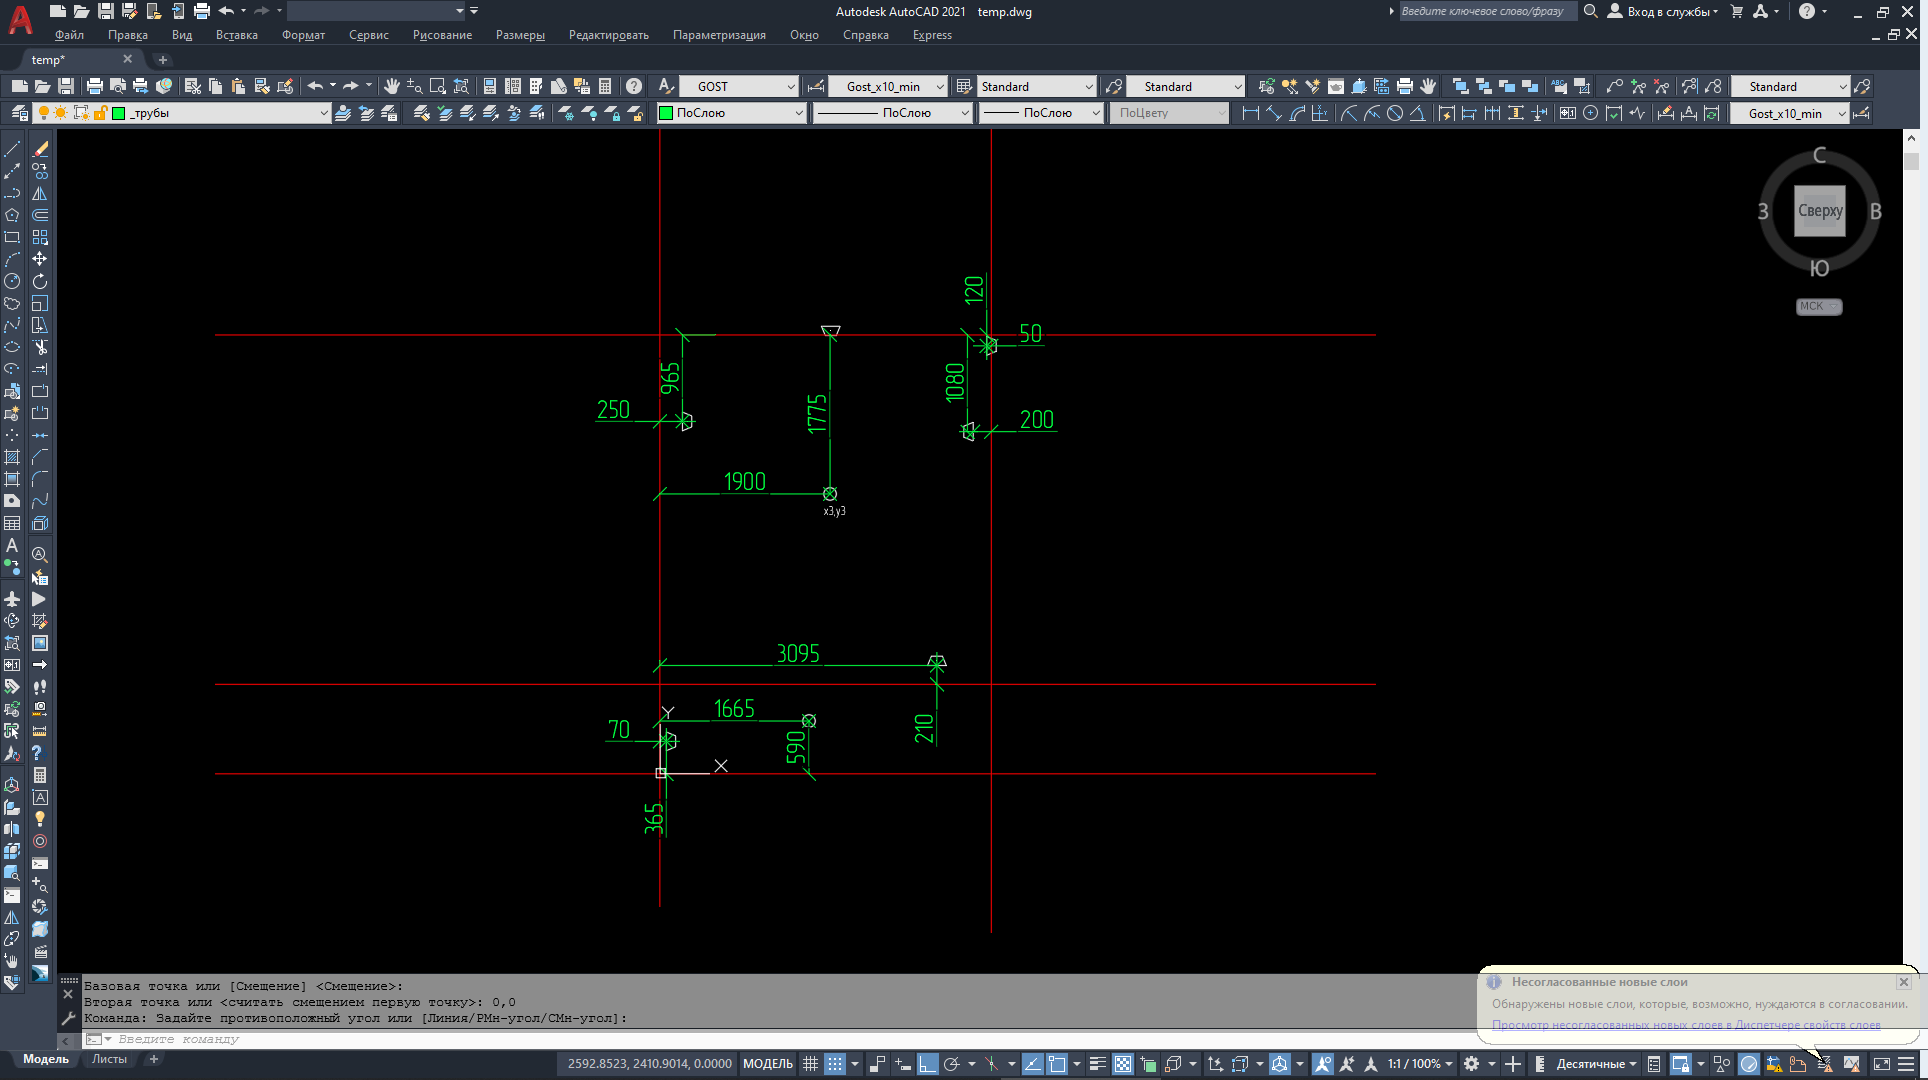 Autodesk AutoCAD 2021 temp.dwg
Введите ключевое слово/фразу
Вход в службы
Файл Правка Вид Вставка Формат Сервис Рисование Размеры Редактировать Параметризация Окно Справка Express
temp*
GOST Gost_x10_min Standard Standard Standard
_трубы ПоСлою ПоСлою ПоСлою ПоЦвету Gost_x10_min
С
З Сверху В
Ю
МСК
120
50
965
1080
250
1775
200
1900
x3,y3
3095
1665
Y
70
590
210
X
365
Базовая точка или [Смещение] <Смещение>:
Вторая точка или <считать смещением первую точку>: 0,0
Команда: Задайте противоположный угол или [Линия/РМн-угол/СМн-угол]:
Введите команду
Несогласованные новые слои
Обнаружены новые слои, которые, возможно, нуждаются в согласовании.
Просмотр несогласованных новых слоев в Диспетчере свойств слоев
Модель Листы
2592.8523, 2410.9014, 0.0000 МОДЕЛЬ 1:1 / 100% Десятичные